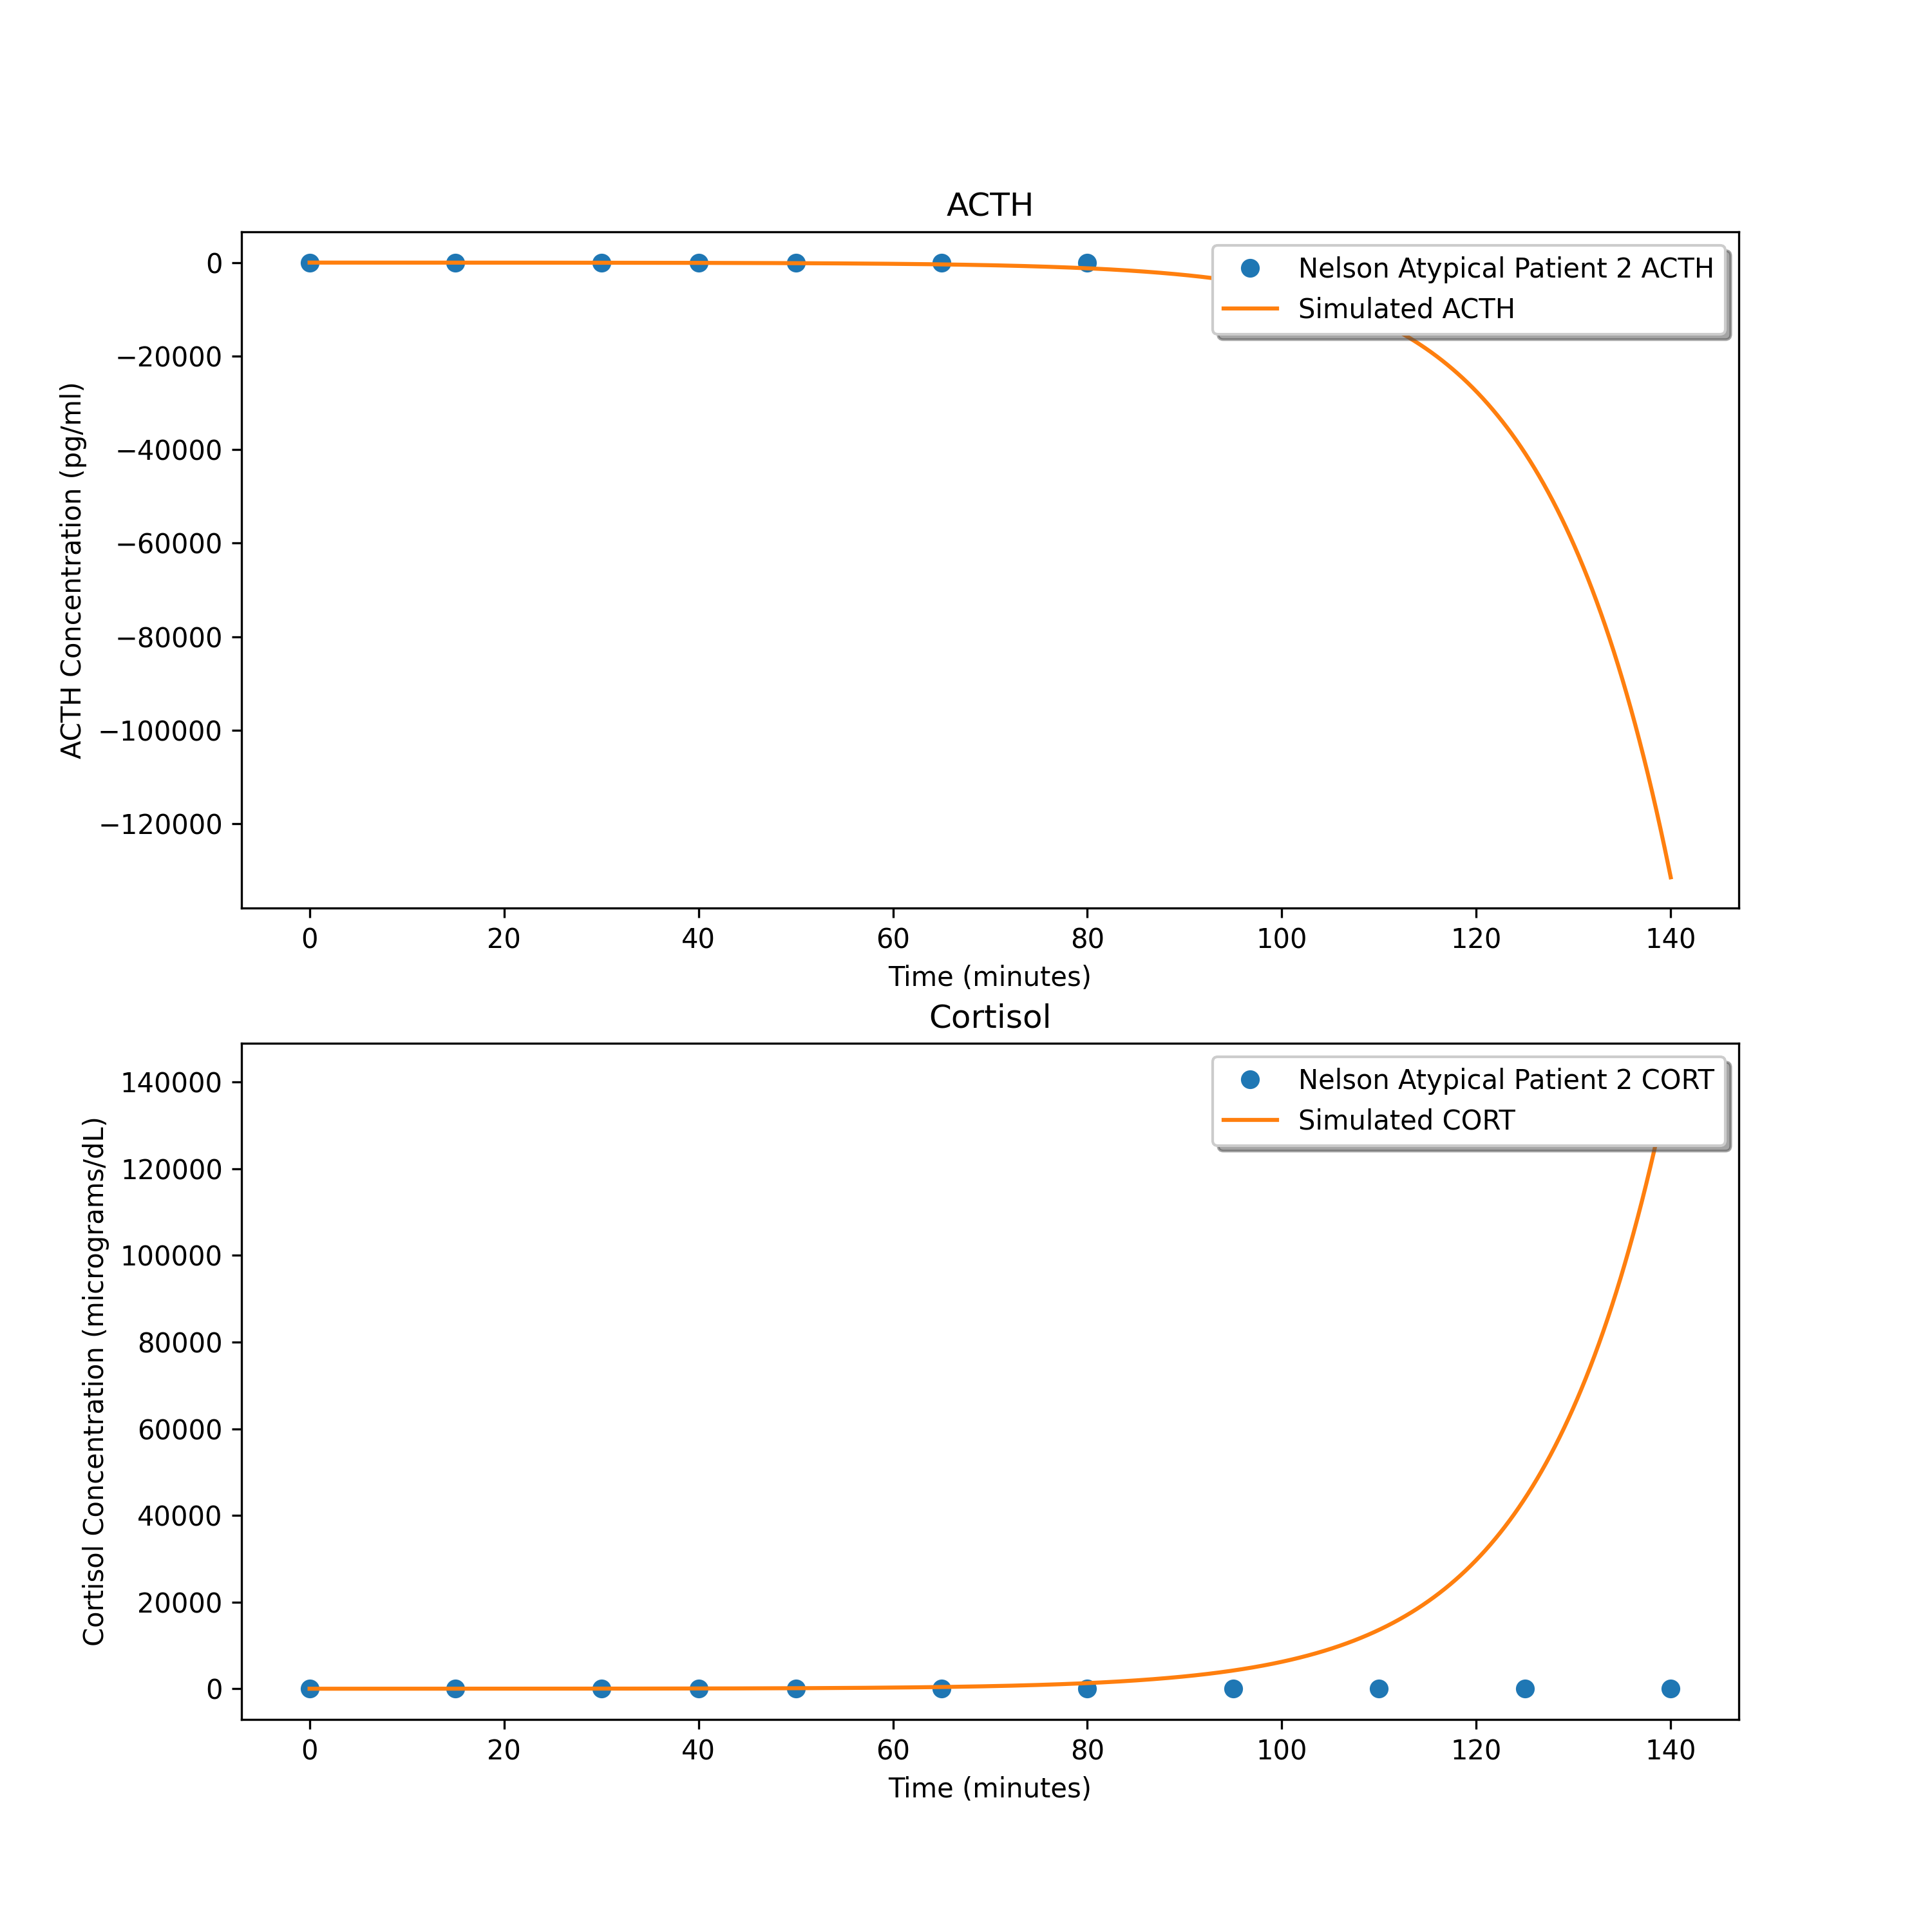 ACTH
Nelson Atypical Patient 2 ACTH
Simulated ACTH
ACTH Concentration (pg/ml)
0
−20000
−40000
−60000
−80000
−100000
−120000
0 20 40 60 80 100 120 140
Time (minutes)
Cortisol
Nelson Atypical Patient 2 CORT
Simulated CORT
Cortisol Concentration (micrograms/dL)
140000
120000
100000
80000
60000
40000
20000
0
0 20 40 60 80 100 120 140
Time (minutes)